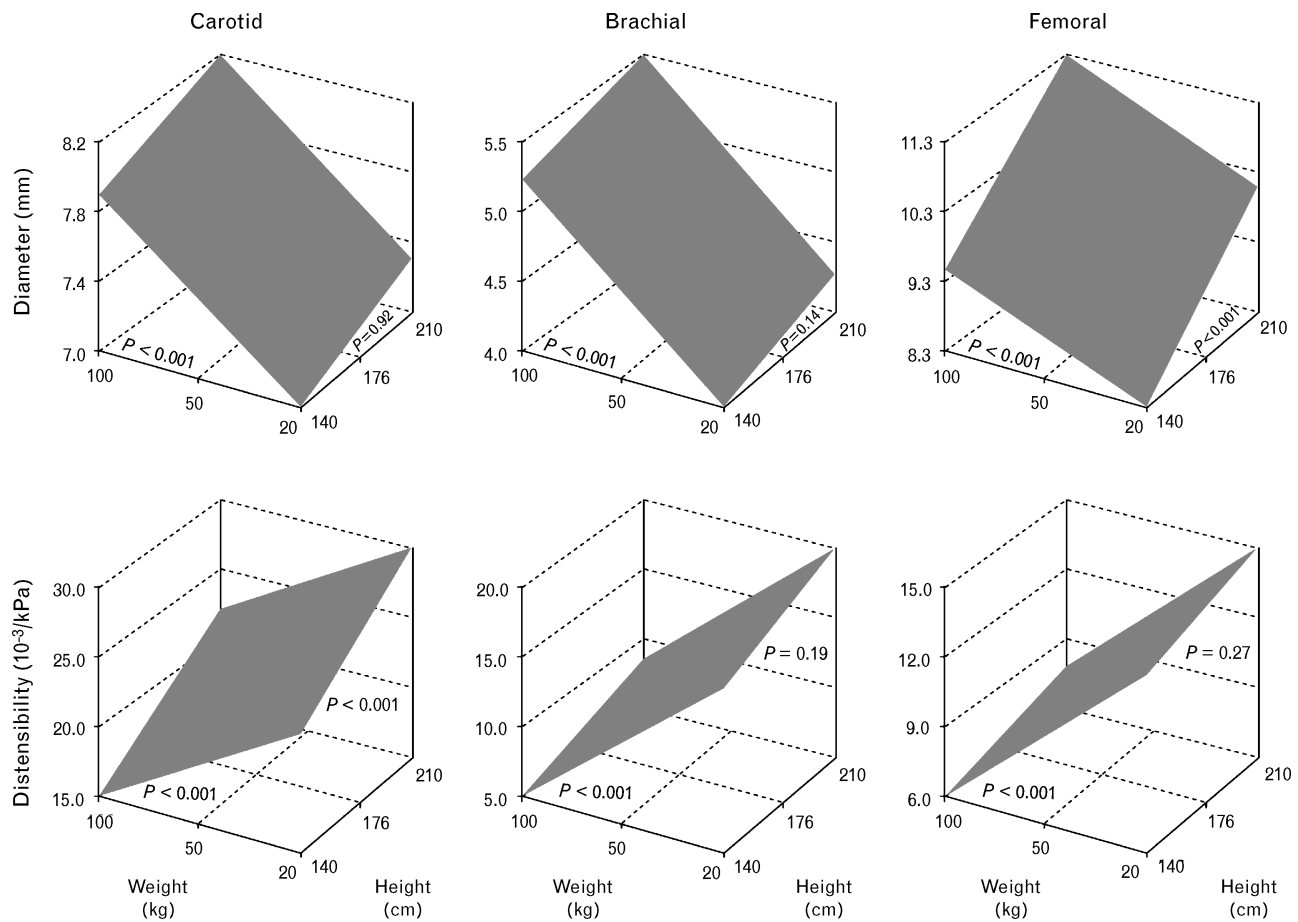 Carotid
Brachial
Femoral
Diameter (mm)
8.2
7.8
7.4
7.0
100
50
20
140
176
210
P < 0.001
P=0.92
5.5
5.0
4.5
4.0
100
50
20
140
176
210
P < 0.001
P=0.14
11.3
10.3
9.3
8.3
100
50
20
140
176
210
P < 0.001
P<0.001
Distensibility (10-3/kPa)
30.0
25.0
20.0
15.0
100
50
20
140
176
210
P < 0.001
P < 0.001
Weight
(kg)
Height
(cm)
20.0
15.0
10.0
5.0
100
50
20
140
176
210
P < 0.001
P = 0.19
Weight
(kg)
Height
(cm)
15.0
12.0
9.0
6.0
100
50
20
140
176
210
P < 0.001
P = 0.27
Weight
(kg)
Height
(cm)